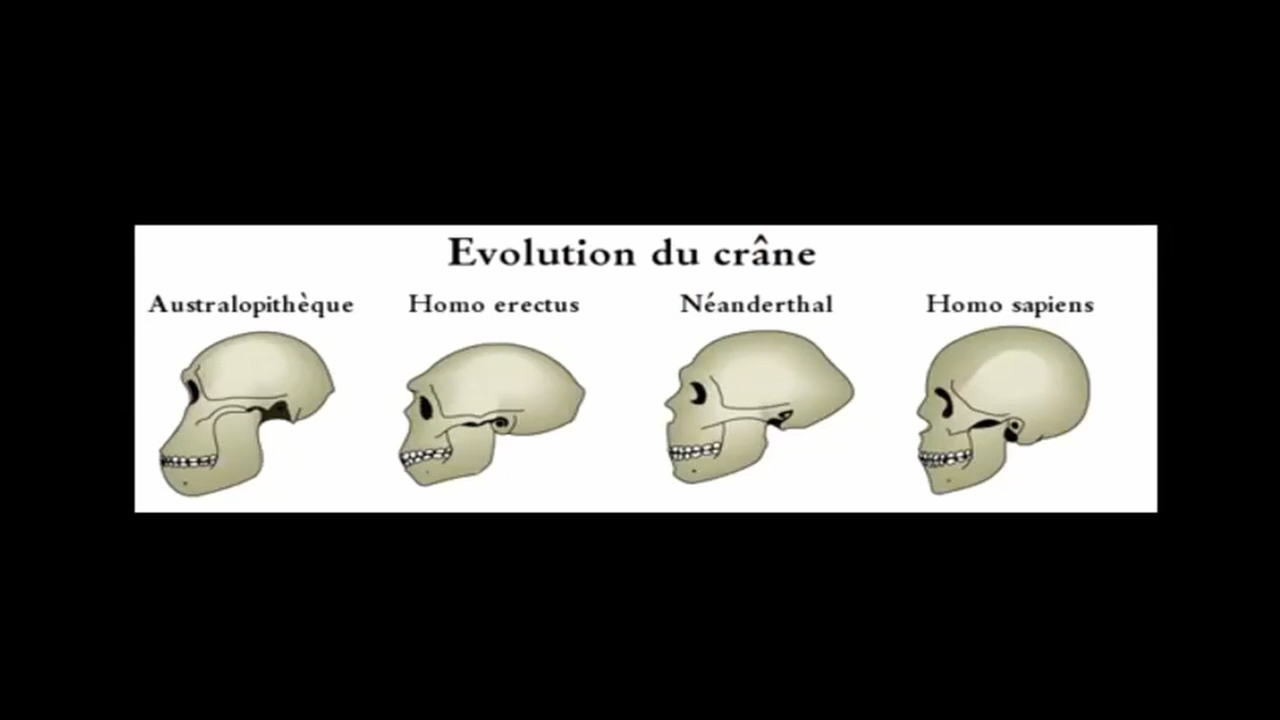 Evolution du crâne
Australopithèque Homo erectus Néanderthal Homo sapiens